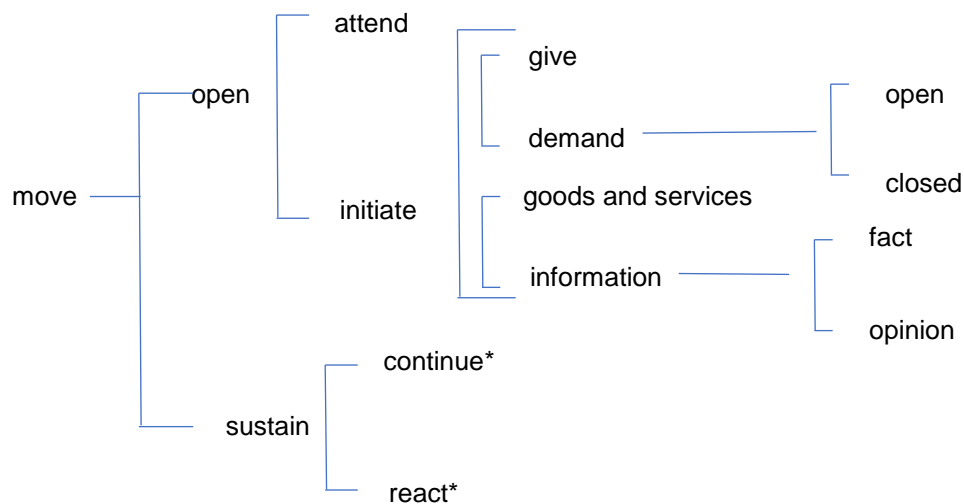 attend
give
open
open
demand
closed
move
goods and services
initiate
fact
information
opinion
continue*
sustain
react*